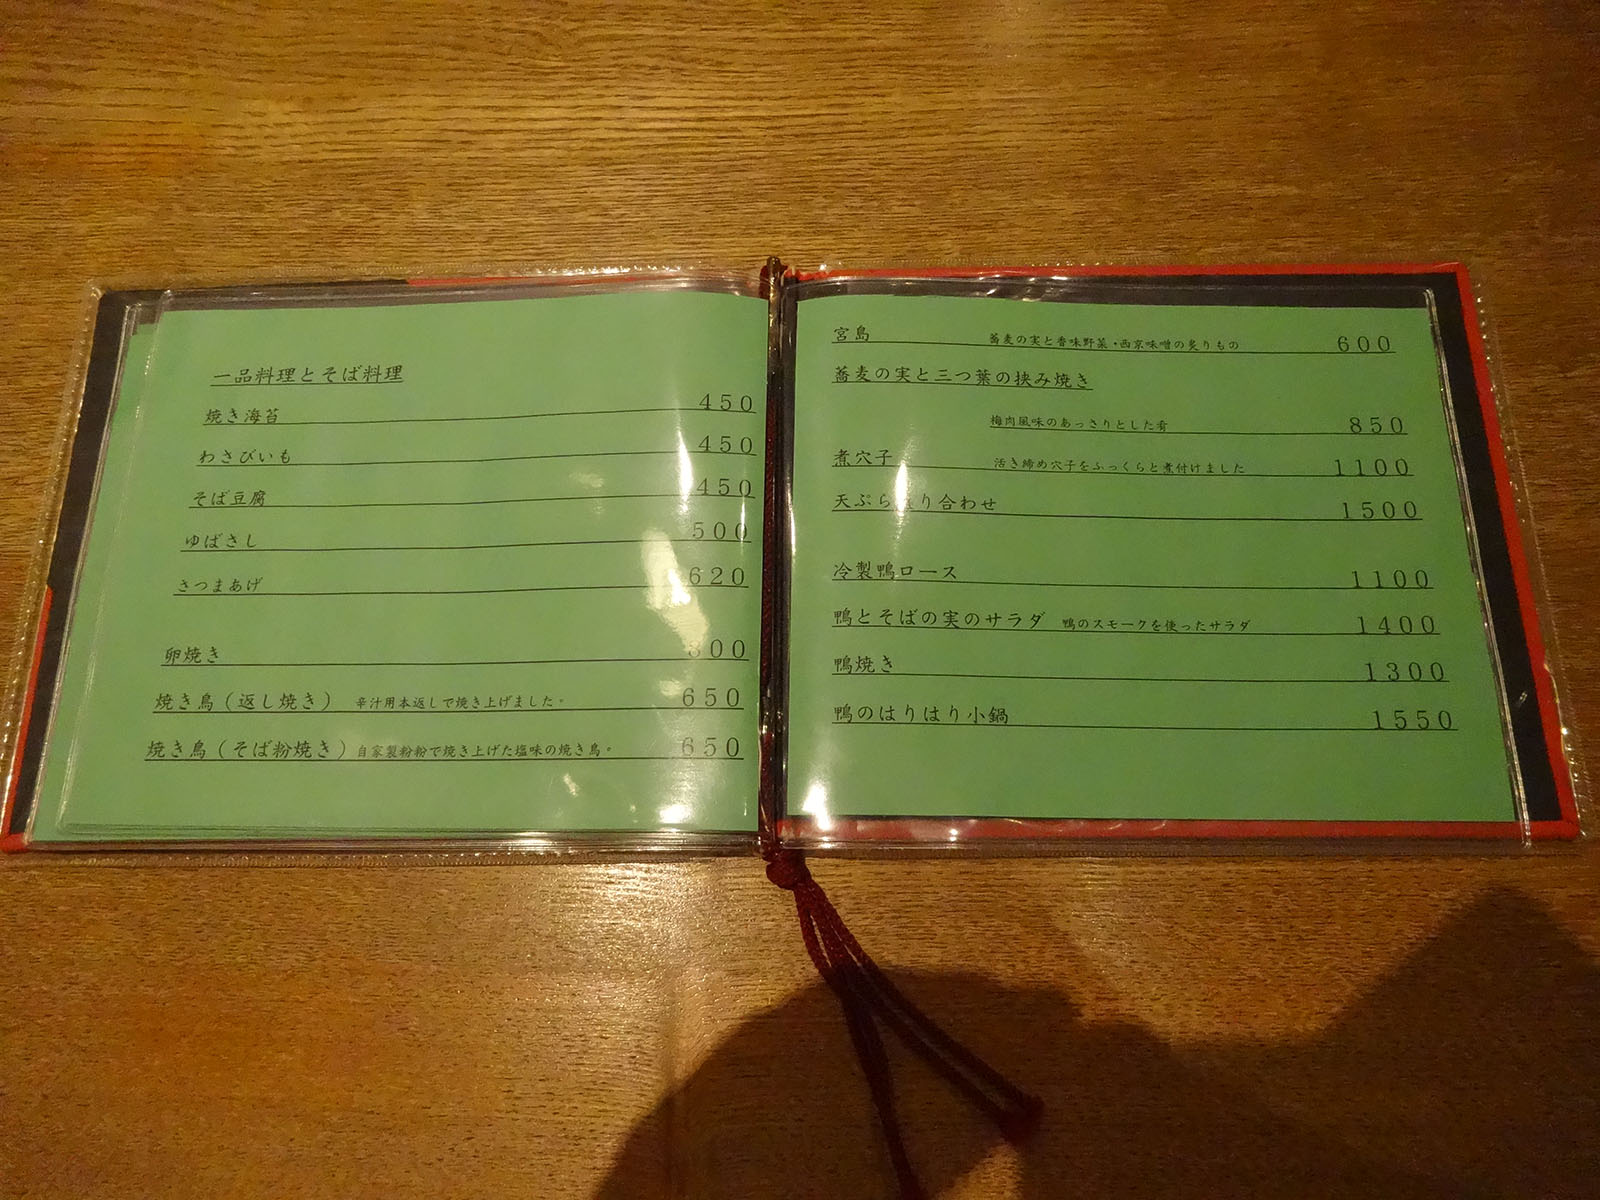 一品料理とそば料理
焼き海苔 450
わさびいも 450
そば豆腐 450
ゆばさし 500
さつまあげ 620
卵焼き 00
焼き鳥(返し焼き) 辛汁用本返しで焼き上げました。 650
焼き鳥(そば粉焼き) 自家製粉粉で焼き上げた塩味の焼き鳥。 650
宮島 蕎麦の実と香味野菜・西京味噌の炙りもの 600
蕎麦の実と三つ葉の挟み焼き
梅肉風味のあっさりとした肴 850
煮穴子 活き締め穴子をふっくらと煮付けました 1100
天ぷら り合わせ 1500
冷製鴨ロース 1100
鴨とそばの実のサラダ 鴨のスモークを使ったサラダ 1400
鴨焼き 1300
鴨のはりはり小鍋 1550